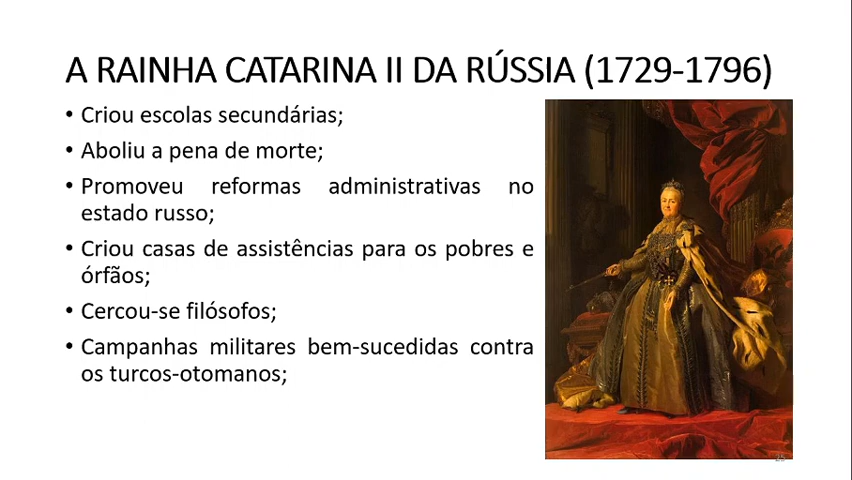 A RAINHA CATARINA II DA RÚSSIA (1729-1796)
• Criou escolas secundárias;
• Aboliu a pena de morte;
• Promoveu reformas administrativas no
estado russo;
• Criou casas de assistências para os pobres e
órfãos;
• Cercou-se filósofos;
• Campanhas militares bem-sucedidas contra
os turcos-otomanos;